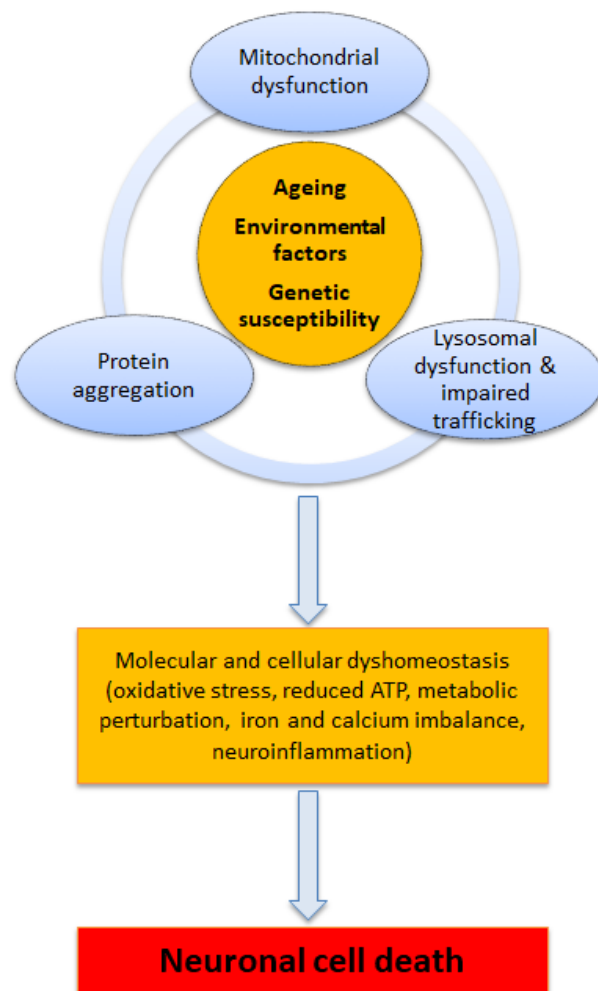 Mitochondrial
dysfunction
Ageing
Environmental
factors
Genetic
susceptibility
Protein
aggregation
Lysosomal
dysfunction &
impaired
trafficking
Molecular and cellular dyshomeostasis
(oxidative stress, reduced ATP, metabolic
perturbation, iron and calcium imbalance,
neuroinflammation)
Neuronal cell death